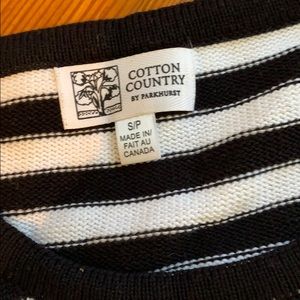 COTTON
COUNTRY
BY PARKHURST
S/P
MADE IN/
FAIT AU
CANADA